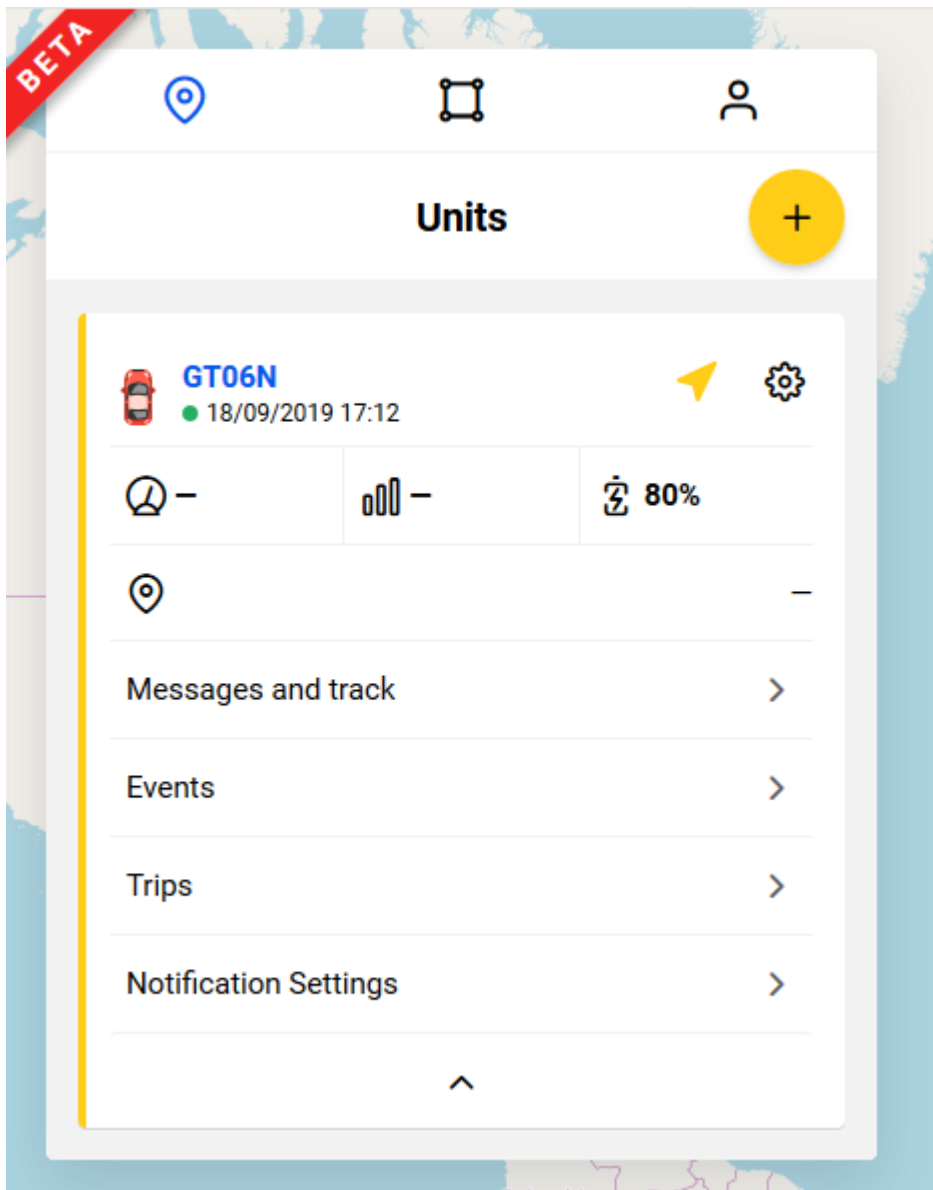 BETA
Units
GT06N
18/09/2019 17:12
–
–
80%
–
Messages and track
Events
Trips
Notification Settings